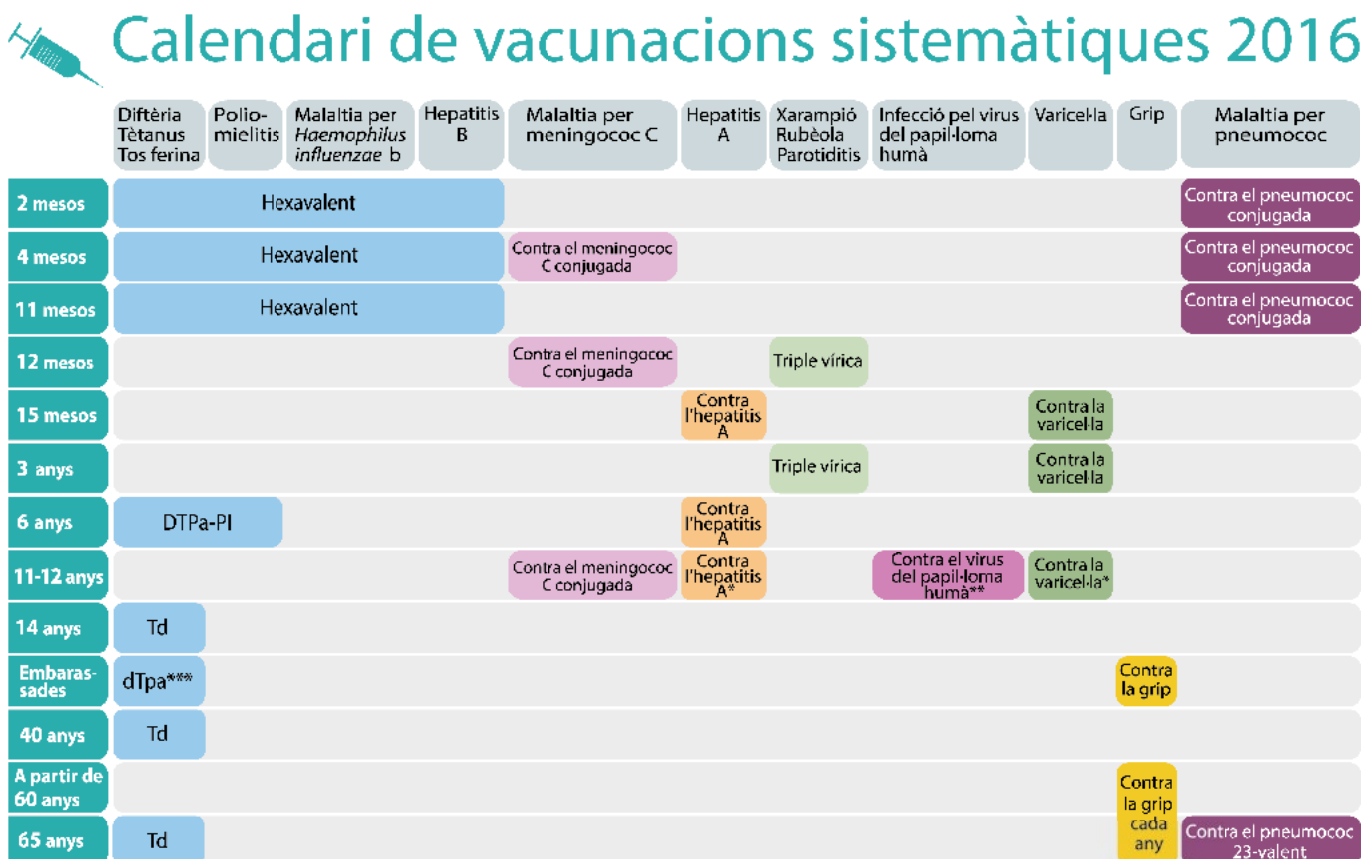 Calendari de vacunacions sistemàtiques 2016
Diftèria
Tètanus
Tos ferina
Polio-
mielitis
Malaltia per
Haemophilus
influenzae b
Hepatitis
B
Malaltia per
meningococ C
Hepatitis
A
Xarampió
Rubèola
Parotiditis
Infecció pel virus
del papil·loma
humà
Varicel·la
Grip
Malaltia per
pneumococ
2 mesos
Hexavalent
Contra el pneumococ
conjugada
4 mesos
Hexavalent
Contra el meningococ
C conjugada
Contra el pneumococ
conjugada
11 mesos
Hexavalent
Contra el pneumococ
conjugada
12 mesos
Contra el meningococ
C conjugada
Triple vírica
15 mesos
Contra
l'hepatitis
A
Contra la
varicel·la
3 anys
Triple vírica
Contra la
varicel·la
6 anys
DTPa-PI
Contra
l'hepatitis
A
11-12 anys
Contra el meningococ
C conjugada
Contra
l'hepatitis
A*
Contra el virus
del papil·loma
humà**
Contra la
varicel·la*
14 anys
Td
Embaras-
sades
dTpa***
Contra
la grip
40 anys
Td
A partir de
60 anys
Contra
la grip
cada
any
65 anys
Td
Contra el pneumococ
23-valent